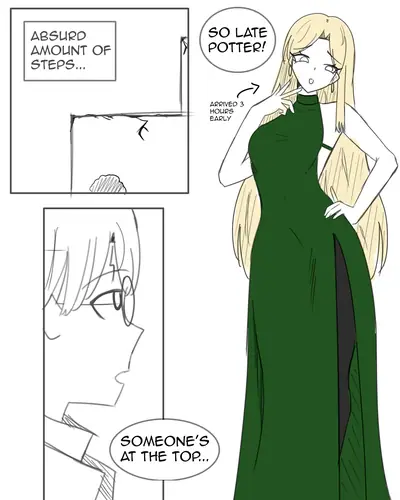 ABSURD
AMOUNT OF
STEPS...
SO LATE
POTTER!
ARRIVED 3
HOURS
EARLY
SOMEONE'S
AT THE TOP...